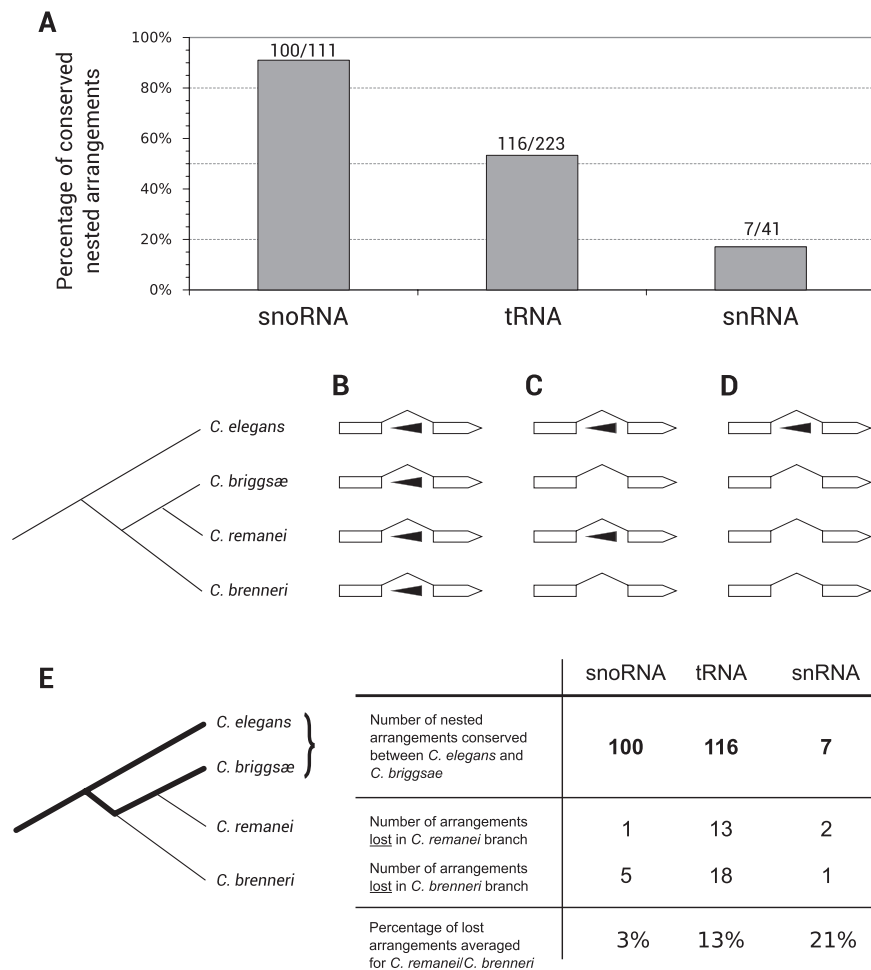 A
Percentage of conserved
nested arrangements
100%
80%
60%
40%
20%
0%
100/111
116/223
7/41
snoRNA
tRNA
snRNA
B
C
D
C. elegans
C. briggsæ
C. remanei
C. brenneri
E
C. elegans
C. briggsæ
C. remanei
C. brenneri
snoRNA tRNA snRNA
Number of nested
arrangements conserved
between C. elegans and
C. briggsae
100 116 7
Number of arrangements
lost in C. remanei branch
1 13 2
Number of arrangements
lost in C. brenneri branch
5 18 1
Percentage of lost
arrangements averaged
for C. remanei/C. brenneri
3% 13% 21%